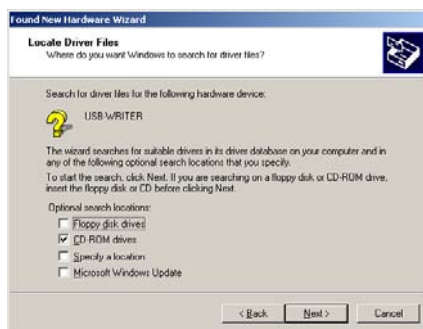 Found New Hardware Wizard
Locate Driver Files
Where do you want Windows to search for driver files?
Search for driver files for the following hardware device:
USB-WRITER
The wizard searches for suitable drivers in its driver database on your computer and in
any of the following optional search locations that you specify.
To start the search, click Next. If you are searching on a floppy disk or CD-ROM drive,
insert the floppy disk or CD before clicking Next.
Optional search locations:
Floppy disk drives
CD-ROM drives
Specify a location
Microsoft Windows Update
< Back Next > Cancel